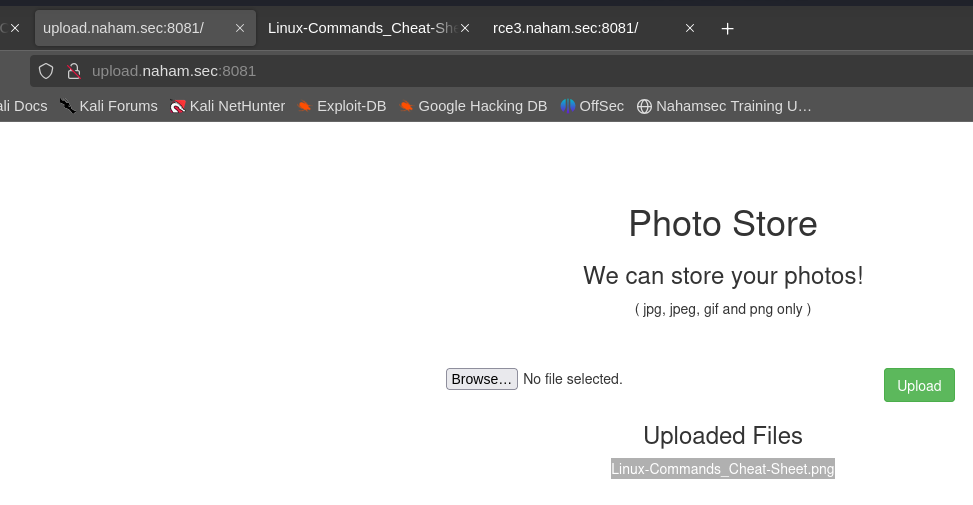 upload.naham.sec:8081/ Linux-Commands_Cheat-She rce3.naham.sec:8081/
upload.naham.sec:8081
ali Docs Kali Forums Kali NetHunter Exploit-DB Google Hacking DB OffSec Nahamsec Training U…
Photo Store
We can store your photos!
( jpg, jpeg, gif and png only )
Browse… No file selected. Upload
Uploaded Files
Linux-Commands_Cheat-Sheet.png